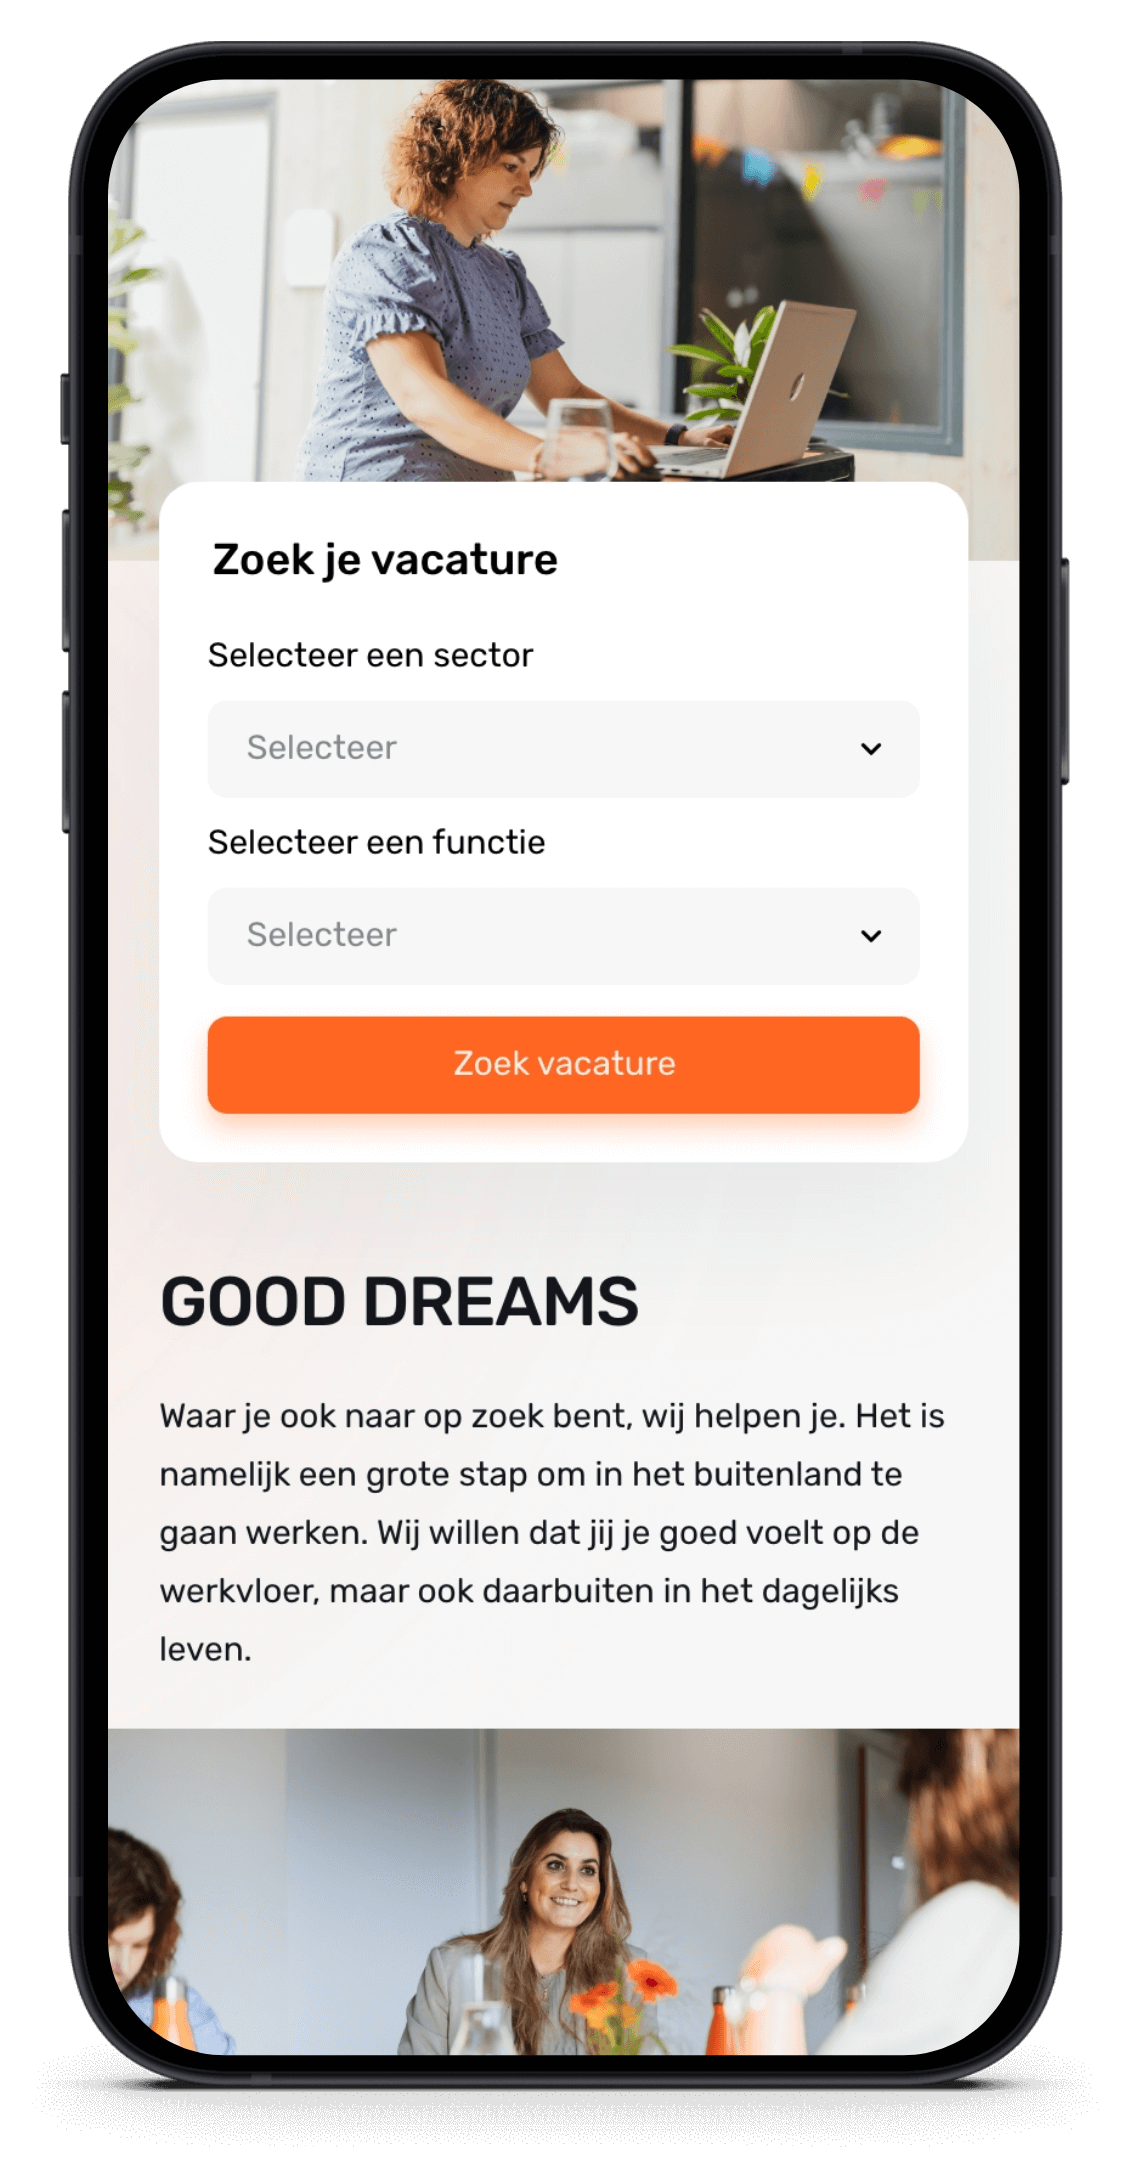 Zoek je vacature
Selecteer een sector
Selecteer
Selecteer een functie
Selecteer
Zoek vacature
GOOD DREAMS
Waar je ook naar op zoek bent, wij helpen je. Het is
namelijk een grote stap om in het buitenland te
gaan werken. Wij willen dat jij je goed voelt op de
werkvloer, maar ook daarbuiten in het dagelijks
leven.